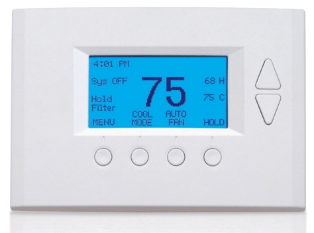 4:01 PM
Sys OFF
75
68 H
75 C
Hold
Filter
COOL AUTO
MENU MODE FAN HOLD